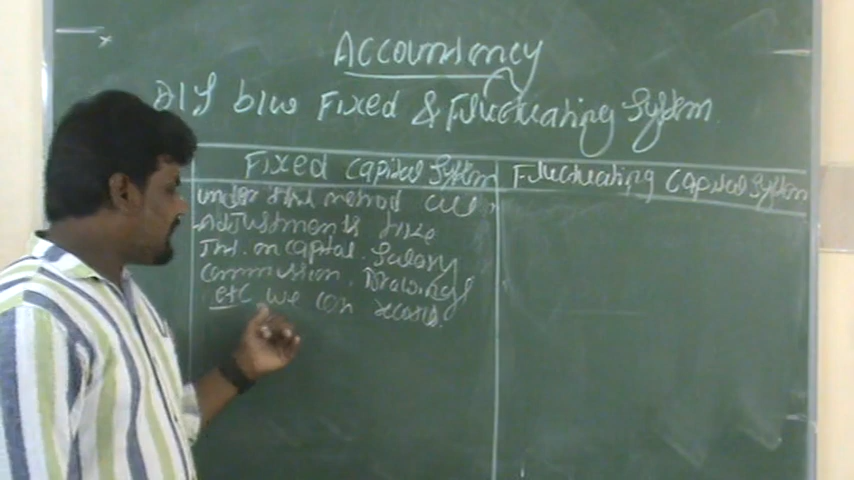 Accountancy
D/S b/w Fixed & Fluctuating System
Fixed Capital System
Fluctuating Capital System
under this method all
Adjustments like
Int. on capital. Salary
Commission. Drawings
etc we can record